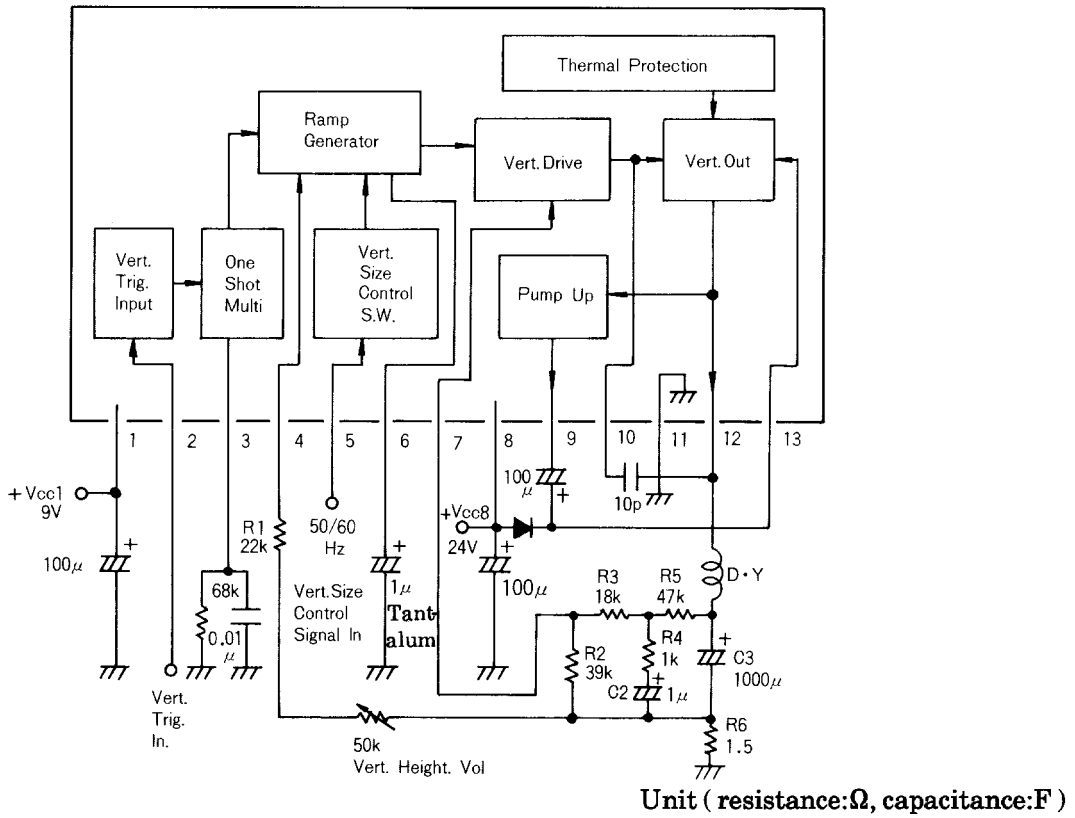 Thermal Protection
Ramp
Generator
Vert.Drive
Vert.Out
Vert.
Trig.
Input
One
Shot
Multi
Vert.
Size
Control
S.W.
Pump Up
1
2
3
4
5
6
7
8
9
10
11
12
13
+Vcc1
9V
100μ
+
68k
0.01
μ
Vert.
Trig.
In.
R1
22k
50/60
Hz
Vert.Size
Control
Signal In
+
1μ
Tant-
alum
+Vcc8
24V
+
100μ
100
μ
+
10p
D·Y
R3
18k
R5
47k
R2
39k
R4
1k
C2
+
1μ
+
C3
1000μ
R6
1.5
50k
Vert. Height. Vol
Unit ( resistance:Ω, capacitance:F )